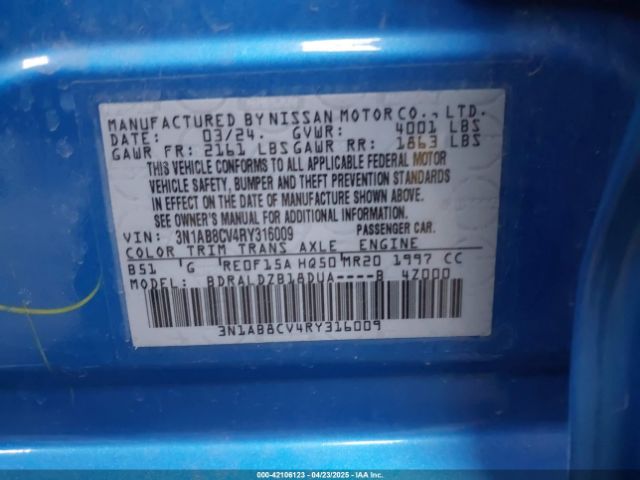 MANUFACTURED BY NISSAN MOTOR CO., LTD.
DATE: 03/24. GVWR: 4001 LBS
GAWR FR: 2161 LBS GAWR RR: 1863 LBS
THIS VEHICLE CONFORMS TO ALL APPLICABLE FEDERAL MOTOR
VEHICLE SAFETY, BUMPER AND THEFT PREVENTION STANDARDS
IN EFFECT ON THE DATE OF MANUFACTURE SHOWN ABOVE.
SEE OWNER'S MANUAL FOR ADDITIONAL INFORMATION.
VIN: 3N1AB8CV4RY316009 PASSENGER CAR.
COLOR TRIM TRANS AXLE ENGINE
B51 'G 'RE0F15A HQ50 MR20 1997 CC
MODEL: BDRALDZB18DUA----B 4Z000
3N1AB8CV4RY316009
000-42106123 - 04/23/2025 - IAA Inc.